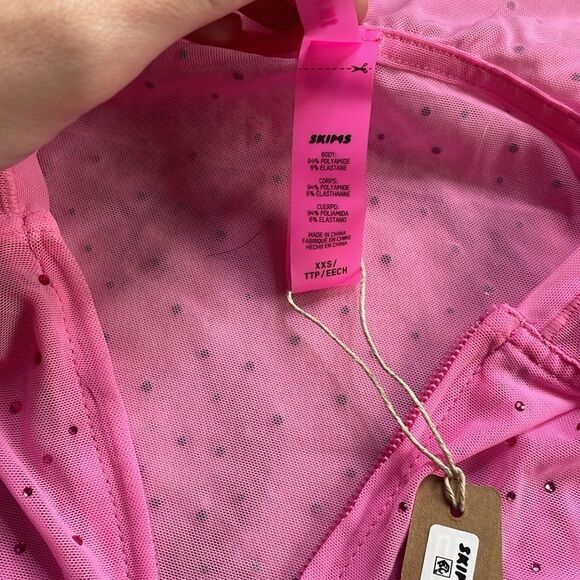 SKIMS
BODY:
94% POLYAMIDE
6% ELASTANE
CORPS:
94% POLYAMIDE
6% ELASTHANNE
CUERPO:
94% POLIAMIDA
6% ELASTANO
MADE IN CHINA
FABRIQUÉ EN CHINE
HECHO EN CHINA
XXS/
TTP/EECH
SKIMS